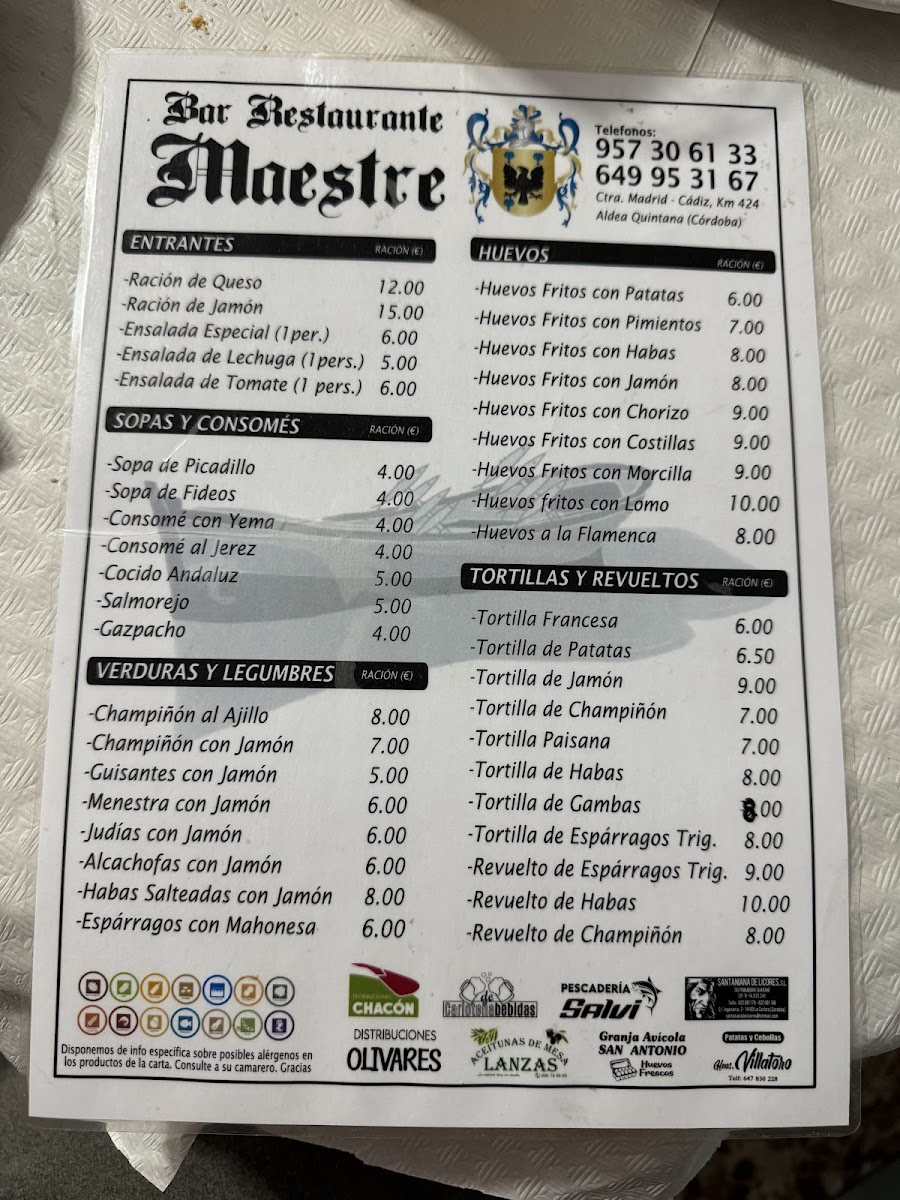 Bar Restaurante
Maestre
Telefonos:
957 30 61 33
649 95 31 67
Ctra. Madrid - Cádiz, Km 424
Aldea Quintana (Córdoba)
ENTRANTES RACIÓN (€)
-Ración de Queso 12.00
-Ración de Jamón 15.00
-Ensalada Especial (1per.) 6.00
-Ensalada de Lechuga (1pers.) 5.00
-Ensalada de Tomate (1 pers.) 6.00
SOPAS Y CONSOMÉS RACIÓN (€)
-Sopa de Picadillo 4.00
-Sopa de Fideos 4.00
-Consomé con Yema 4.00
-Consomé al Jerez 4.00
-Cocido Andaluz 5.00
-Salmorejo 5.00
-Gazpacho 4.00
VERDURAS Y LEGUMBRES RACIÓN (€)
-Champiñón al Ajillo 8.00
-Champiñón con Jamón 7.00
-Guisantes con Jamón 5.00
-Menestra con Jamón 6.00
-Judías con Jamón 6.00
-Alcachofas con Jamón 6.00
-Habas Salteadas con Jamón 8.00
-Espárragos con Mahonesa 6.00
HUEVOS RACIÓN (€)
-Huevos Fritos con Patatas 6.00
-Huevos Fritos con Pimientos 7.00
-Huevos Fritos con Habas 8.00
-Huevos Fritos con Jamón 8.00
-Huevos Fritos con Chorizo 9.00
-Huevos Fritos con Costillas 9.00
-Huevos Fritos con Morcilla 9.00
-Huevos fritos con Lomo 10.00
-Huevos a la Flamenca 8.00
TORTILLAS Y REVUELTOS RACIÓN (€)
-Tortilla Francesa 6.00
-Tortilla de Patatas 6.50
-Tortilla de Jamón 9.00
-Tortilla de Champiñón 7.00
-Tortilla Paisana 7.00
-Tortilla de Habas 8.00
-Tortilla de Gambas 8.00
-Tortilla de Espárragos Trig. 8.00
-Revuelto de Espárragos Trig. 9.00
-Revuelto de Habas 10.00
-Revuelto de Champiñón 8.00
Disponemos de info especifica sobre posibles alérgenos en
los productos de la carta. Consulte a su camarero. Gracias
DISTRIBUCIONES
CHACÓN
de
Carloteñabebidas
PESCADERÍA
Salvi
SANTANIANA DE LICORES, S.L.
DISTRIBUCIONES
OLIVARES
ACEITUNAS DE MESA
LANZAS
Granja Avícola
SAN ANTONIO
Huevos
Frescos
Patatas y Cebollas
Hnos. Villatoro
Telf: 647 830 228